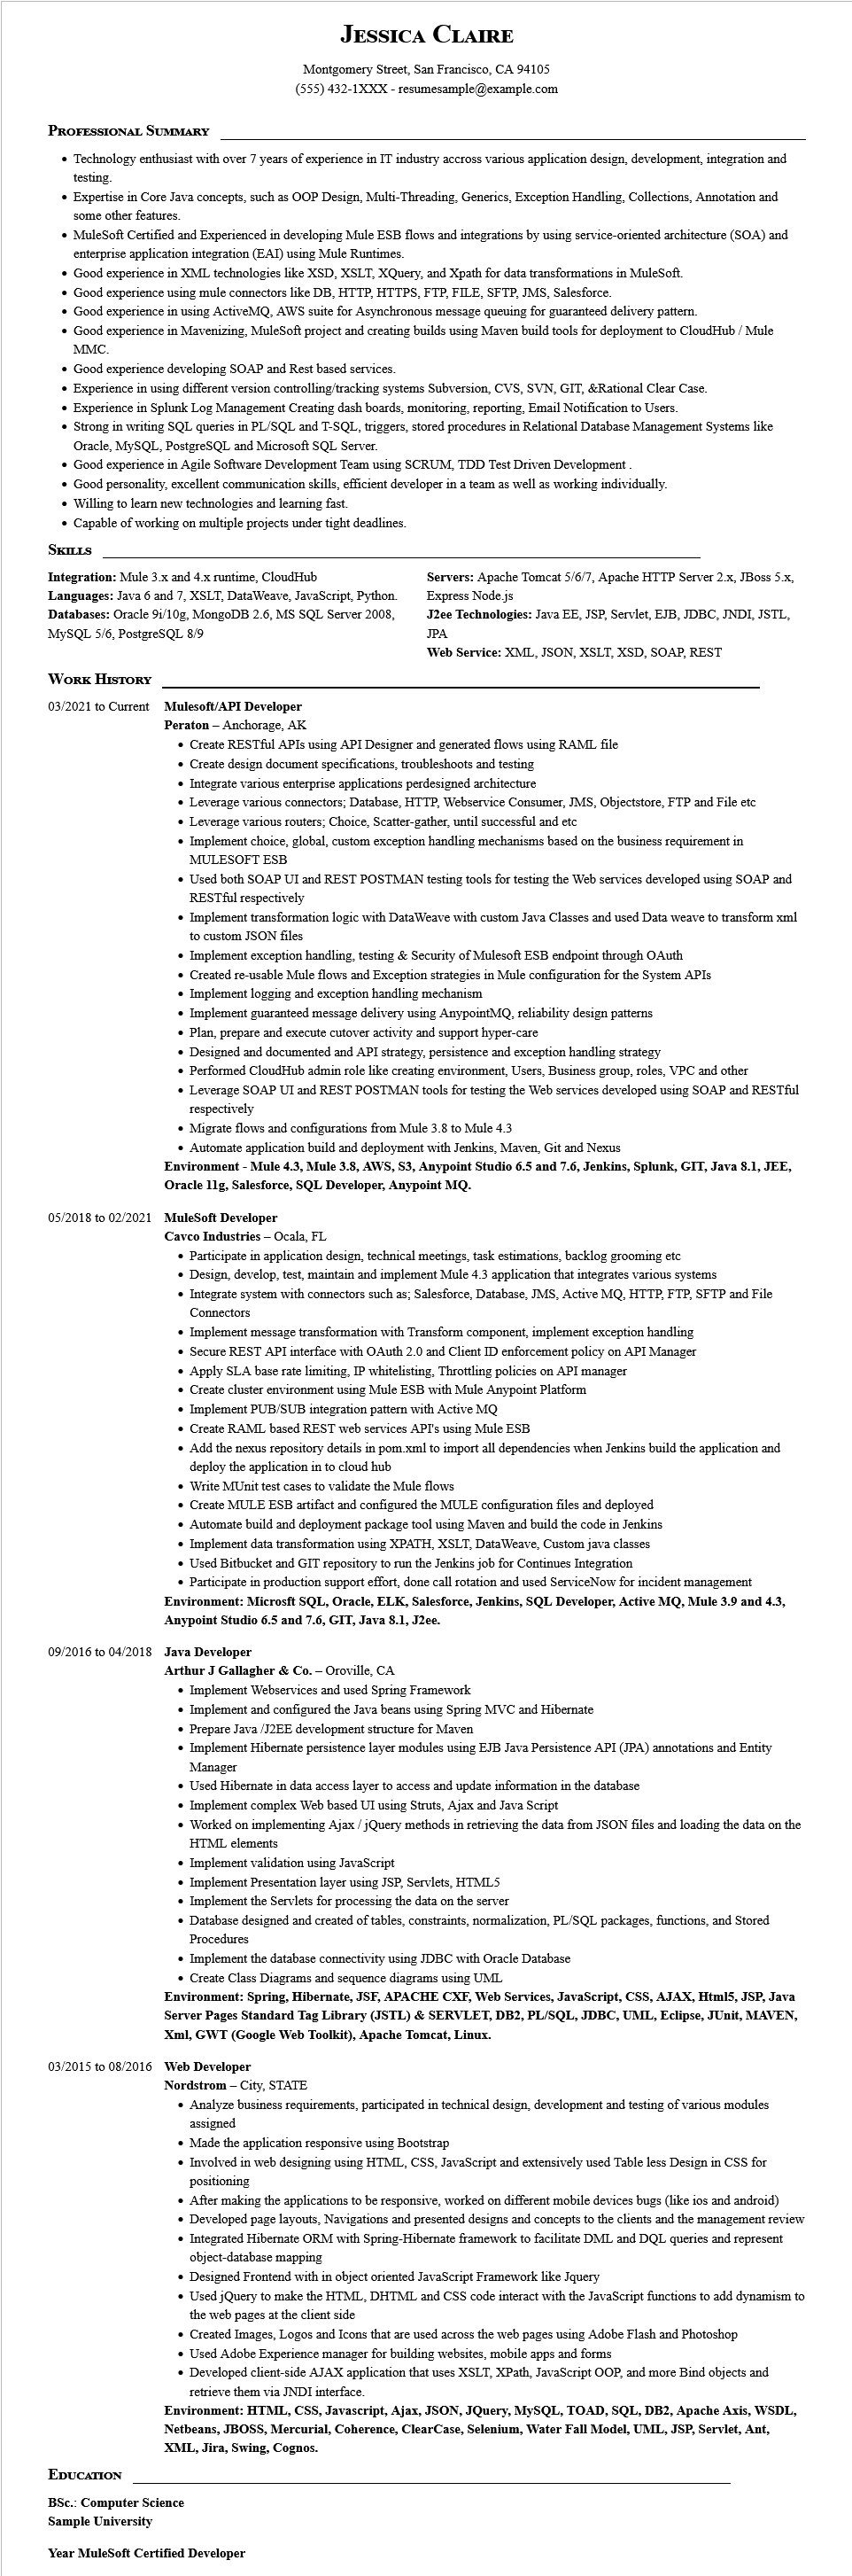 Jessica Claire
Montgomery Street, San Francisco, CA 94105
(555) 432-1XXX - resumesample@example.com
Professional Summary
• Technology enthusiast with over 7 years of experience in IT industry accross various application design, development, integration and
testing.
• Expertise in Core Java concepts, such as OOP Design, Multi-Threading, Generics, Exception Handling, Collections, Annotation and
some other features.
• MuleSoft Certified and Experienced in developing Mule ESB flows and integrations by using service-oriented architecture (SOA) and
enterprise application integration (EAI) using Mule Runtimes.
• Good experience in XML technologies like XSD, XSLT, XQuery, and Xpath for data transformations in MuleSoft.
• Good experience using mule connectors like DB, HTTP, HTTPS, FTP, FILE, SFTP, JMS, Salesforce.
• Good experience in using ActiveMQ, AWS suite for Asynchronous message queuing for guaranteed delivery pattern.
• Good experience in Mavenizing, MuleSoft project and creating builds using Maven build tools for deployment to CloudHub / Mule
MMC.
• Good experience developing SOAP and Rest based services.
• Experience in using different version controlling/tracking systems Subversion, CVS, SVN, GIT, &Rational Clear Case.
• Experience in Splunk Log Management Creating dash boards, monitoring, reporting, Email Notification to Users.
• Strong in writing SQL queries in PL/SQL and T-SQL, triggers, stored procedures in Relational Database Management Systems like
Oracle, MySQL, PostgreSQL and Microsoft SQL Server.
• Good experience in Agile Software Development Team using SCRUM, TDD Test Driven Development .
• Good personality, excellent communication skills, efficient developer in a team as well as working individually.
• Willing to learn new technologies and learning fast.
• Capable of working on multiple projects under tight deadlines.
Skills
Integration: Mule 3.x and 4.x runtime, CloudHub
Languages: Java 6 and 7, XSLT, DataWeave, JavaScript, Python.
Databases: Oracle 9i/10g, MongoDB 2.6, MS SQL Server 2008,
MySQL 5/6, PostgreSQL 8/9
Servers: Apache Tomcat 5/6/7, Apache HTTP Server 2.x, JBoss 5.x,
Express Node.js
J2ee Technologies: Java EE, JSP, Servlet, EJB, JDBC, JNDI, JSTL,
JPA
Web Service: XML, JSON, XSLT, XSD, SOAP, REST
Work History
03/2021 to Current Mulesoft/API Developer
Peraton – Anchorage, AK
• Create RESTful APIs using API Designer and generated flows using RAML file
• Create design document specifications, troubleshoots and testing
• Integrate various enterprise applications perdesigned architecture
• Leverage various connectors; Database, HTTP, Webservice Consumer, JMS, Objectstore, FTP and File etc
• Leverage various routers; Choice, Scatter-gather, until successful and etc
• Implement choice, global, custom exception handling mechanisms based on the business requirement in
MULESOFT ESB
• Used both SOAP UI and REST POSTMAN testing tools for testing the Web services developed using SOAP and
RESTful respectively
• Implement transformation logic with DataWeave with custom Java Classes and used Data weave to transform xml
to custom JSON files
• Implement exception handling, testing & Security of Mulesoft ESB endpoint through OAuth
• Created re-usable Mule flows and Exception strategies in Mule configuration for the System APIs
• Implement logging and exception handling mechanism
• Implement guaranteed message delivery using AnypointMQ, reliability design patterns
• Plan, prepare and execute cutover activity and support hyper-care
• Designed and documented and API strategy, persistence and exception handling strategy
• Performed CloudHub admin role like creating environment, Users, Business group, roles, VPC and other
• Leverage SOAP UI and REST POSTMAN tools for testing the Web services developed using SOAP and RESTful
respectively
• Migrate flows and configurations from Mule 3.8 to Mule 4.3
• Automate application build and deployment with Jenkins, Maven, Git and Nexus
Environment - Mule 4.3, Mule 3.8, AWS, S3, Anypoint Studio 6.5 and 7.6, Jenkins, Splunk, GIT, Java 8.1, JEE,
Oracle 11g, Salesforce, SQL Developer, Anypoint MQ.
05/2018 to 02/2021 MuleSoft Developer
Cavco Industries – Ocala, FL
• Participate in application design, technical meetings, task estimations, backlog grooming etc
• Design, develop, test, maintain and implement Mule 4.3 application that integrates various systems
• Integrate system with connectors such as; Salesforce, Database, JMS, Active MQ, HTTP, FTP, SFTP and File
Connectors
• Implement message transformation with Transform component, implement exception handling
• Secure REST API interface with OAuth 2.0 and Client ID enforcement policy on API Manager
• Apply SLA base rate limiting, IP whitelisting, Throttling policies on API manager
• Create cluster environment using Mule ESB with Mule Anypoint Platform
• Implement PUB/SUB integration pattern with Active MQ
• Create RAML based REST web services API's using Mule ESB
• Add the nexus repository details in pom.xml to import all dependencies when Jenkins build the application and
deploy the application in to cloud hub
• Write MUnit test cases to validate the Mule flows
• Create MULE ESB artifact and configured the MULE configuration files and deployed
• Automate build and deployment package tool using Maven and build the code in Jenkins
• Implement data transformation using XPATH, XSLT, DataWeave, Custom java classes
• Used Bitbucket and GIT repository to run the Jenkins job for Continues Integration
• Participate in production support effort, done call rotation and used ServiceNow for incident management
Environment: Microsft SQL, Oracle, ELK, Salesforce, Jenkins, SQL Developer, Active MQ, Mule 3.9 and 4.3,
Anypoint Studio 6.5 and 7.6, GIT, Java 8.1, J2ee.
09/2016 to 04/2018 Java Developer
Arthur J Gallagher & Co. – Oroville, CA
• Implement Webservices and used Spring Framework
• Implement and configured the Java beans using Spring MVC and Hibernate
• Prepare Java /J2EE development structure for Maven
• Implement Hibernate persistence layer modules using EJB Java Persistence API (JPA) annotations and Entity
Manager
• Used Hibernate in data access layer to access and update information in the database
• Implement complex Web based UI using Struts, Ajax and Java Script
• Worked on implementing Ajax / jQuery methods in retrieving the data from JSON files and loading the data on the
HTML elements
• Implement validation using JavaScript
• Implement Presentation layer using JSP, Servlets, HTML5
• Implement the Servlets for processing the data on the server
• Database designed and created of tables, constraints, normalization, PL/SQL packages, functions, and Stored
Procedures
• Implement the database connectivity using JDBC with Oracle Database
• Create Class Diagrams and sequence diagrams using UML
Environment: Spring, Hibernate, JSF, APACHE CXF, Web Services, JavaScript, CSS, AJAX, Html5, JSP, Java
Server Pages Standard Tag Library (JSTL) & SERVLET, DB2, PL/SQL, JDBC, UML, Eclipse, JUnit, MAVEN,
Xml, GWT (Google Web Toolkit), Apache Tomcat, Linux.
03/2015 to 08/2016 Web Developer
Nordstrom – City, STATE
• Analyze business requirements, participated in technical design, development and testing of various modules
assigned
• Made the application responsive using Bootstrap
• Involved in web designing using HTML, CSS, JavaScript and extensively used Table less Design in CSS for
positioning
• After making the applications to be responsive, worked on different mobile devices bugs (like ios and android)
• Developed page layouts, Navigations and presented designs and concepts to the clients and the management review
• Integrated Hibernate ORM with Spring-Hibernate framework to facilitate DML and DQL queries and represent
object-database mapping
• Designed Frontend with in object oriented JavaScript Framework like Jquery
• Used jQuery to make the HTML, DHTML and CSS code interact with the JavaScript functions to add dynamism to
the web pages at the client side
• Created Images, Logos and Icons that are used across the web pages using Adobe Flash and Photoshop
• Used Adobe Experience manager for building websites, mobile apps and forms
• Developed client-side AJAX application that uses XSLT, XPath, JavaScript OOP, and more Bind objects and
retrieve them via JNDI interface.
Environment: HTML, CSS, Javascript, Ajax, JSON, JQuery, MySQL, TOAD, SQL, DB2, Apache Axis, WSDL,
Netbeans, JBOSS, Mercurial, Coherence, ClearCase, Selenium, Water Fall Model, UML, JSP, Servlet, Ant,
XML, Jira, Swing, Cognos.
Education
BSc.: Computer Science
Sample University
Year MuleSoft Certified Developer